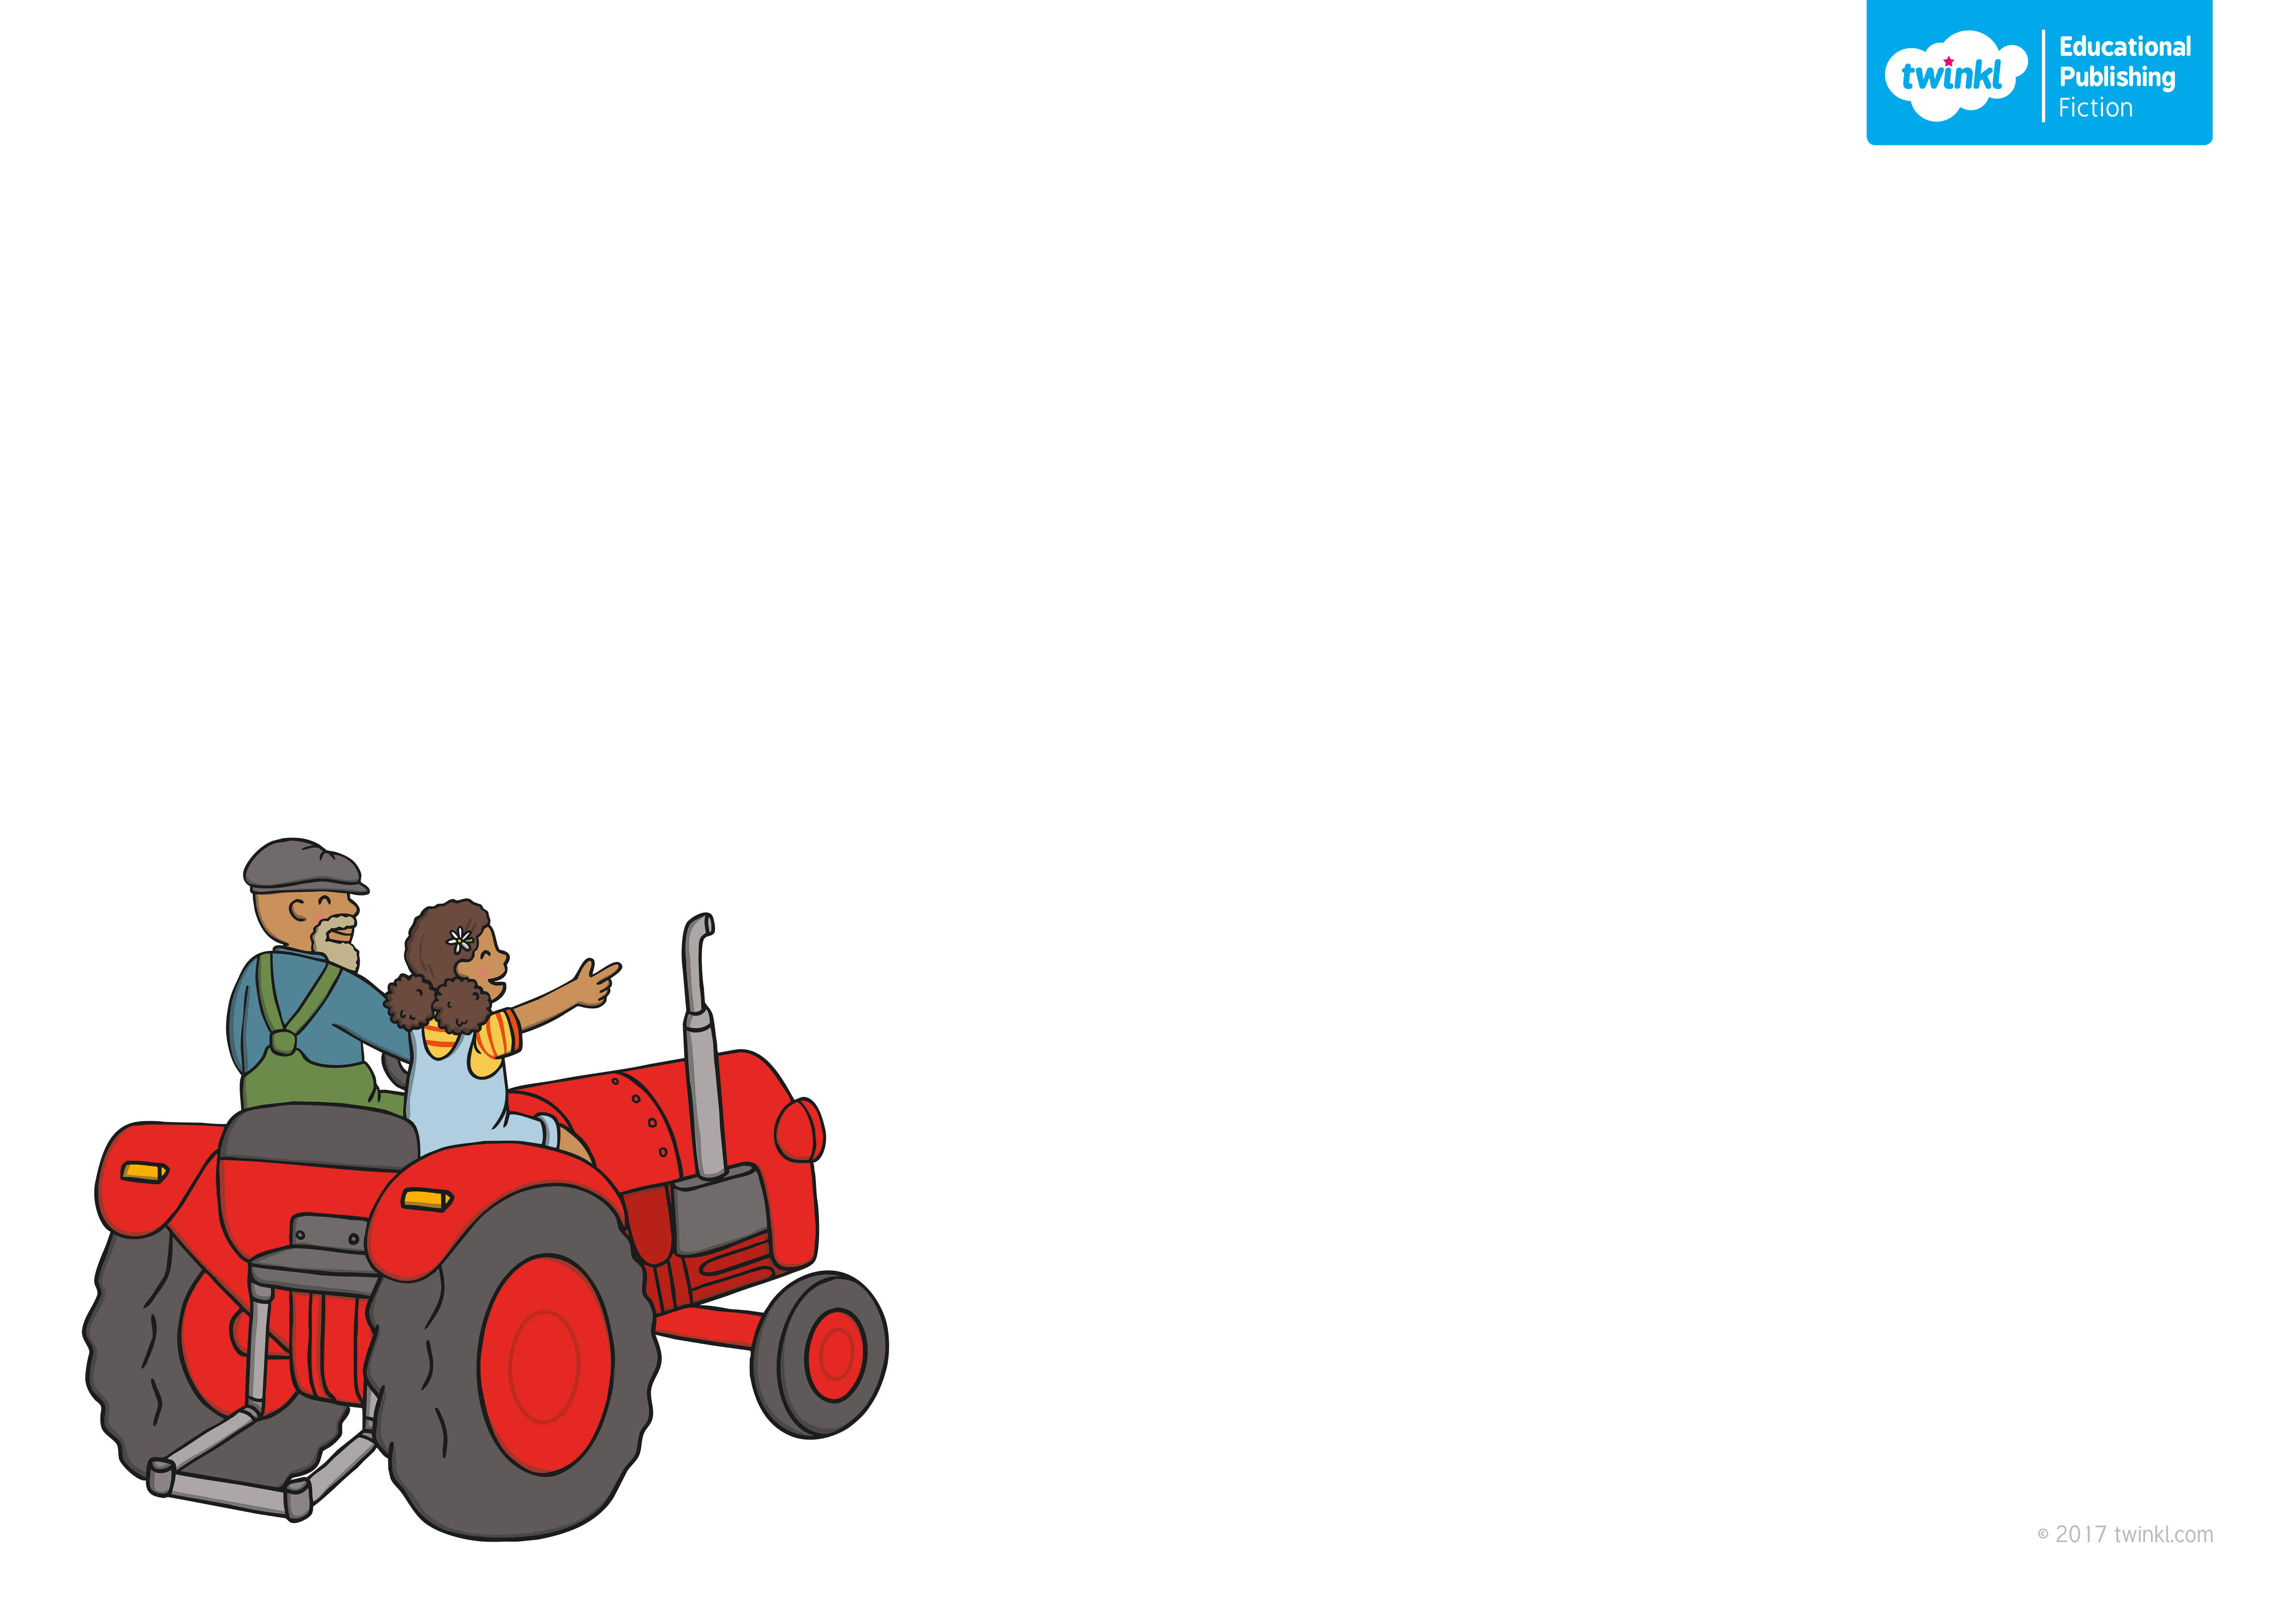 twinkl
Educational
Publishing
Fiction
© 2017 twinkl.com